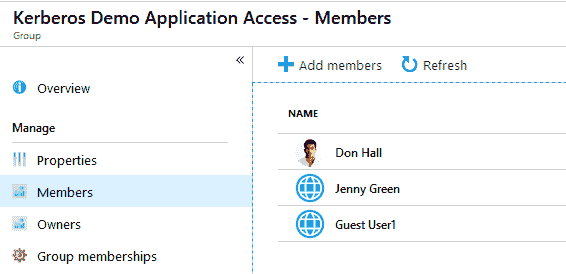 Kerberos Demo Application Access - Members
Group
«
Overview
Manage
Properties
Members
Owners
Group memberships
Add members
Refresh
NAME
Don Hall
Jenny Green
Guest User1